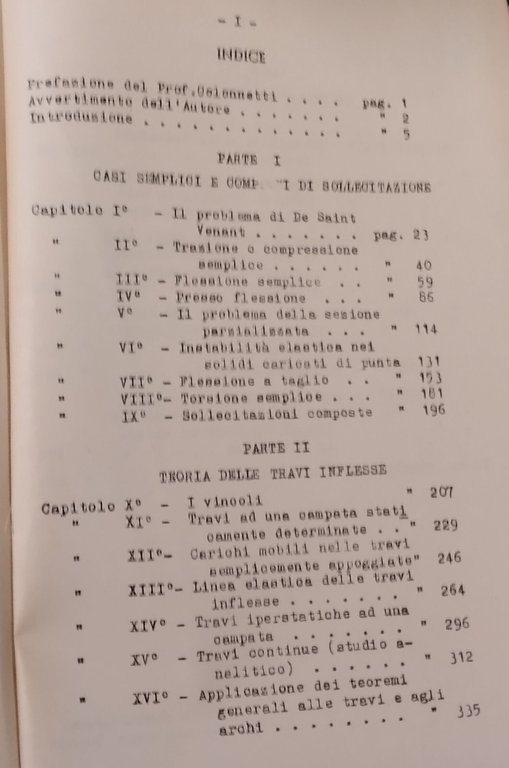 - I -
INDICE
Prefazione del Prof. Colonnetti . . . . pag. 1
Avvertimento dell'Autore . . . . . . . " 2
Introduzione . . . . . . . . . . . . . " 5
PARTE I
CASI SEMPLICI E DI SOLLECITAZIONE
Capitolo I° - Il problema di De Saint
Venant . . . . . . . pag. 23
" II° - Trazione o compressione
semplice . . . . . . " 40
" III° - Flessione semplice . . " 59
" IV° - Presso flessione . . . " 86
" V° - Il problema della sezione
parzializzata . . . " 114
" VI° - Instabilità elastica nei
solidi caricati di punta 131
" VII° - Flessione a taglio . . " 153
" VIII° - Torsione semplice . . . " 181
" IX° - Sollecitazioni composte " 196
PARTE II
TEORIA DELLE TRAVI INFLESSE
Capitolo X° - I vincoli " 207
" XI° - Travi ad una campata stati
camente determinate . . " 229
" XII°- Carichi mobili nelle travi
semplicemente appoggiate" 246
" XIII°- Linea elastica delle travi
inflesse . . . . . . . " 264
" XIV° - Travi iperstatiche ad una
campata . . . . . . . " 296
" XV° - Travi continue (studio a-
nalitico) . . . . . . " 312
" XVI° - Applicazione dei teoremi
generali alle travi e agli
archi . . . . . . . . " 335